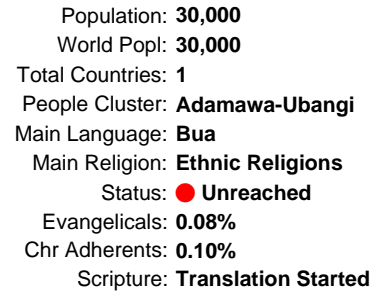 Population: 30,000
World Popl: 30,000
Total Countries: 1
People Cluster: Adamawa-Ubangi
Main Language: Bua
Main Religion: Ethnic Religions
Status: Unreached
Evangelicals: 0.08%
Chr Adherents: 0.10%
Scripture: Translation Started